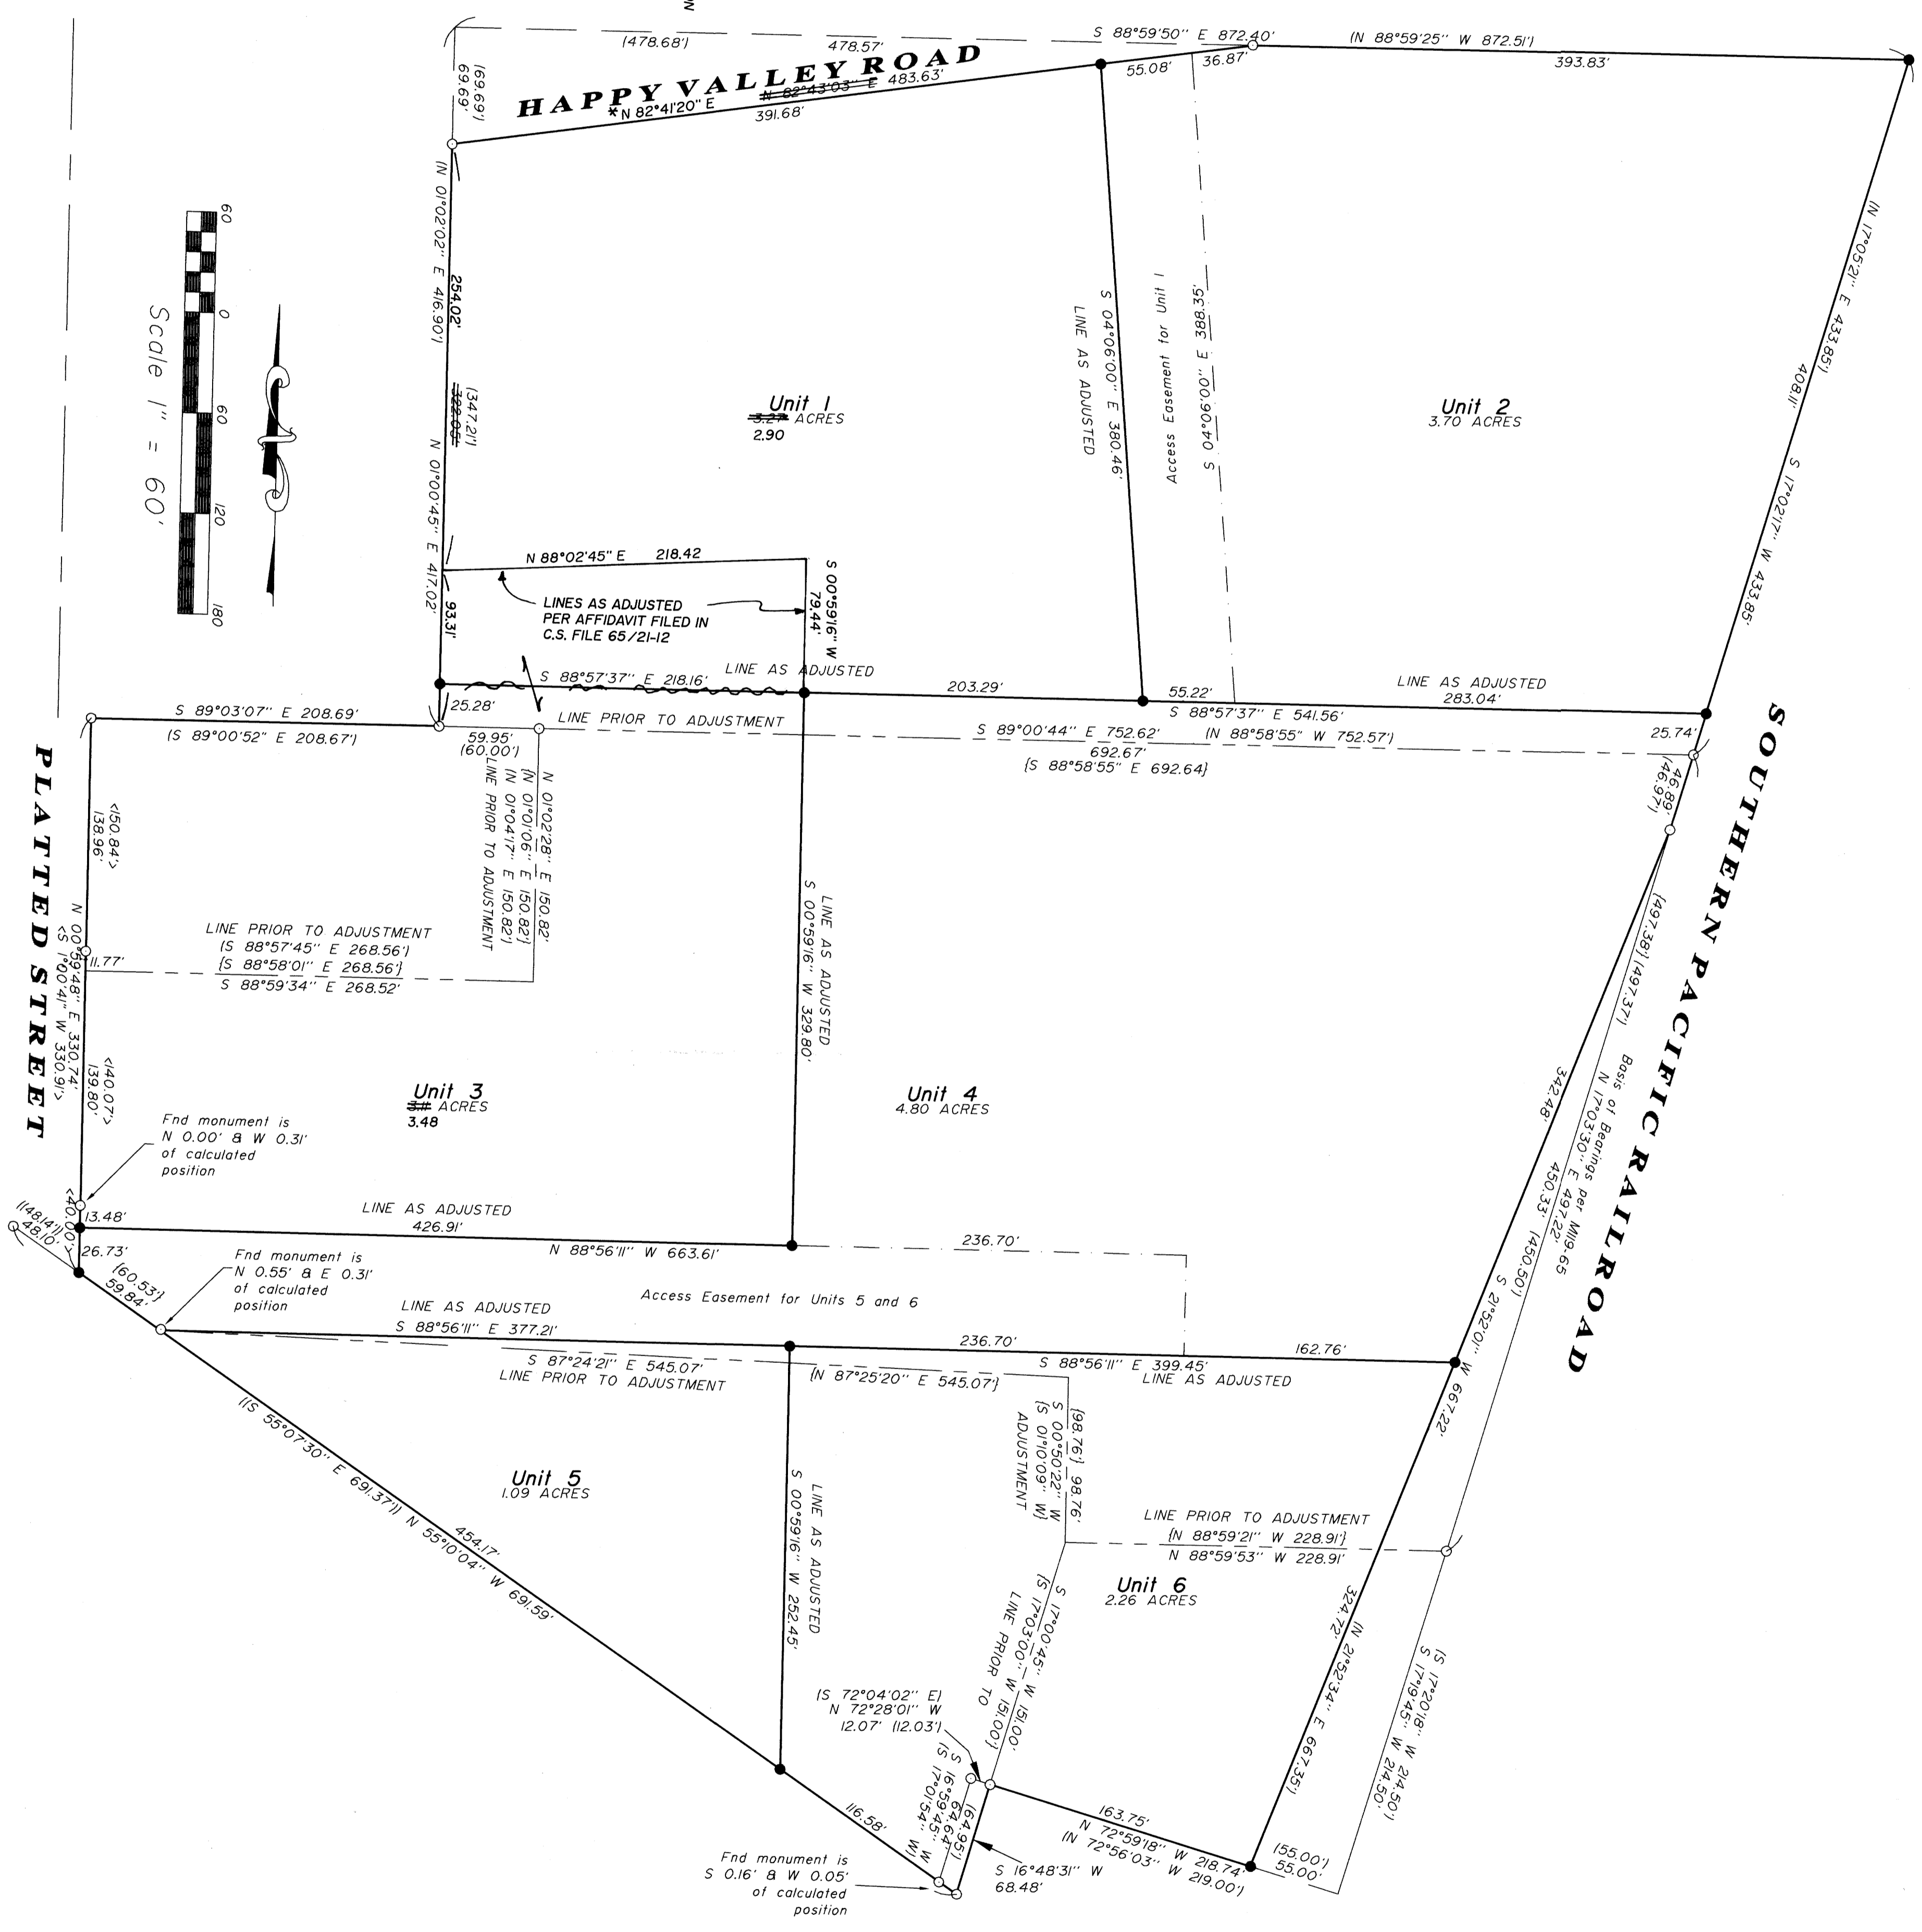 N
S 88°59'50" E 872.40'
(N 88°59'25" W 872.51')
(478.68')
478.57'
36.87'
55.08'
393.83'
(69.69')
69.69'
HAPPY VALLEY ROAD
N 82°43'03" E 483.63'
*N 82°41'20" E
391.68'
(N 01°02'02" E 416.90')
254.02'
(347.21')
322.05'
N 01°00'45" E 417.02'
93.31'
60
0
60
120
180
Scale 1" = 60'
Unit 1
3.27 ACRES
2.90
S 04°06'00" E 380.46'
LINE AS ADJUSTED
Access Easement for Unit 1
S 04°06'00" E 388.35'
Unit 2
3.70 ACRES
(N 17°05'21" E 433.85')
408.11'
S 17°02'17" W 433.85'
N 88°02'45" E 218.42
S 00°59'16" W
79.44'
LINES AS ADJUSTED
PER AFFIDAVIT FILED IN
C.S. FILE 65/21-12
LINE AS ADJUSTED
S 88°57'37" E 218.16'
203.29'
55.22'
LINE AS ADJUSTED
283.04'
S 88°57'37" E 541.56'
25.28'
25.74'
S 89°03'07" E 208.69'
(S 89°00'52" E 208.67')
LINE PRIOR TO ADJUSTMENT
59.95'
(60.00')
S 89°00'44" E 752.62'
(N 88°58'55" W 752.57')
692.67'
{S 88°58'55" E 692.64}
46.89'
(46.97')
SOUTHERN PACIFIC RAILROAD
PLATTED STREET
<150.84'>
138.96'
N 01°02'28" E 150.82'
{N 01°01'06" E 150.82'}
(N 01°04'17" E 150.82')
LINE PRIOR TO ADJUSTMENT
LINE PRIOR TO ADJUSTMENT
(S 88°57'45" E 268.56')
{S 88°58'01" E 268.56'}
S 88°59'34" E 268.52'
11.77'
N 00°59'48" E 330.74'
<S 1°00'41" W 330.91'>
<140.07'>
139.80'
LINE AS ADJUSTED
S 00°59'16" W 329.80'
{497.38'} (497.37')
Basis of Bearings per M119-65
N 17°03'30" E 497.22'
342.48'
450.33' (450.50')
S 21°52'01" W 667.22'
Unit 3
3.11 ACRES
3.48
Unit 4
4.80 ACRES
Fnd monument is
N 0.00' & W 0.31'
of calculated
position
<40.00'>
13.48'
((48.14'))
48.10'
26.73'
{60.53'}
59.84'
LINE AS ADJUSTED
426.91'
N 88°56'11" W 663.61'
236.70'
Fnd monument is
N 0.55' & E 0.31'
of calculated
position
Access Easement for Units 5 and 6
LINE AS ADJUSTED
S 88°56'11" E 377.21'
236.70'
162.76'
S 88°56'11" E 399.45'
LINE AS ADJUSTED
S 87°24'21" E 545.07'
LINE PRIOR TO ADJUSTMENT
{N 87°25'20" E 545.07'}
{98.76'} 98.76'
S 00°50'22" W
{S 01°10'09" W}
ADJUSTMENT
((S 55°07'30" E 691.37'))
454.17'
N 55°10'04" W 691.59'
Unit 5
1.09 ACRES
LINE AS ADJUSTED
S 00°59'16" W 252.45'
LINE PRIOR TO ADJUSTMENT
{N 88°59'21" W 228.91'}
N 88°59'53" W 228.91'
Unit 6
2.26 ACRES
324.72'
(N 21°52'34" E 667.35')
(S 17°20'18" W 214.50')
S 17°19'45" W 214.50'
S 17°00'45" W 151.00'
{S 17°03'00" W 151.00'}
LINE PRIOR TO
(S 72°04'02" E)
N 72°28'01" W
12.07' (12.03')
116.58'
(64.95')
64.64'
S 16°59'45" W
(S 17°01'54" W)
163.75'
N 72°59'18" W 218.74'
(N 72°56'03" W 219.00')
(55.00')
55.00'
S 16°48'31" W
68.48'
Fnd monument is
S 0.16' & W 0.05'
of calculated
position